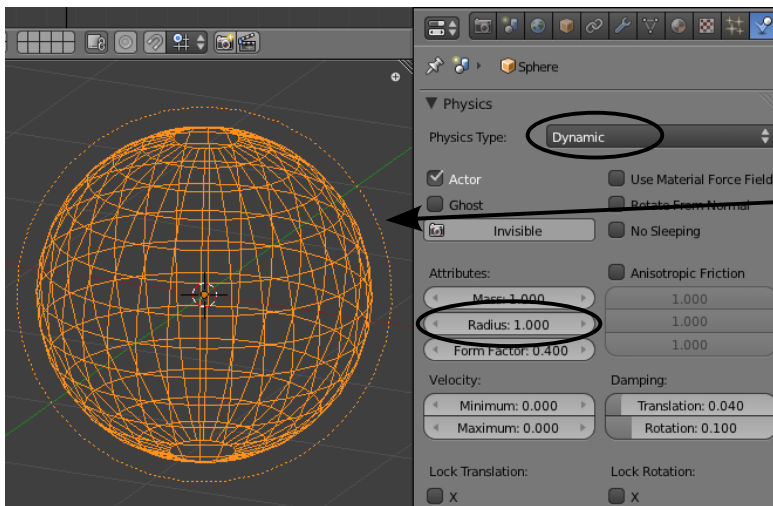 Sphere
Physics
Physics Type: Dynamic
Actor Use Material Force Field
Ghost Rotate From Normal
Invisible No Sleeping
Attributes: Anisotropic Friction
Mass: 1.000 1.000
Radius: 1.000 1.000
Form Factor: 0.400 1.000
Velocity: Damping:
Minimum: 0.000 Translation: 0.040
Maximum: 0.000 Rotation: 0.100
Lock Translation: Lock Rotation:
X X